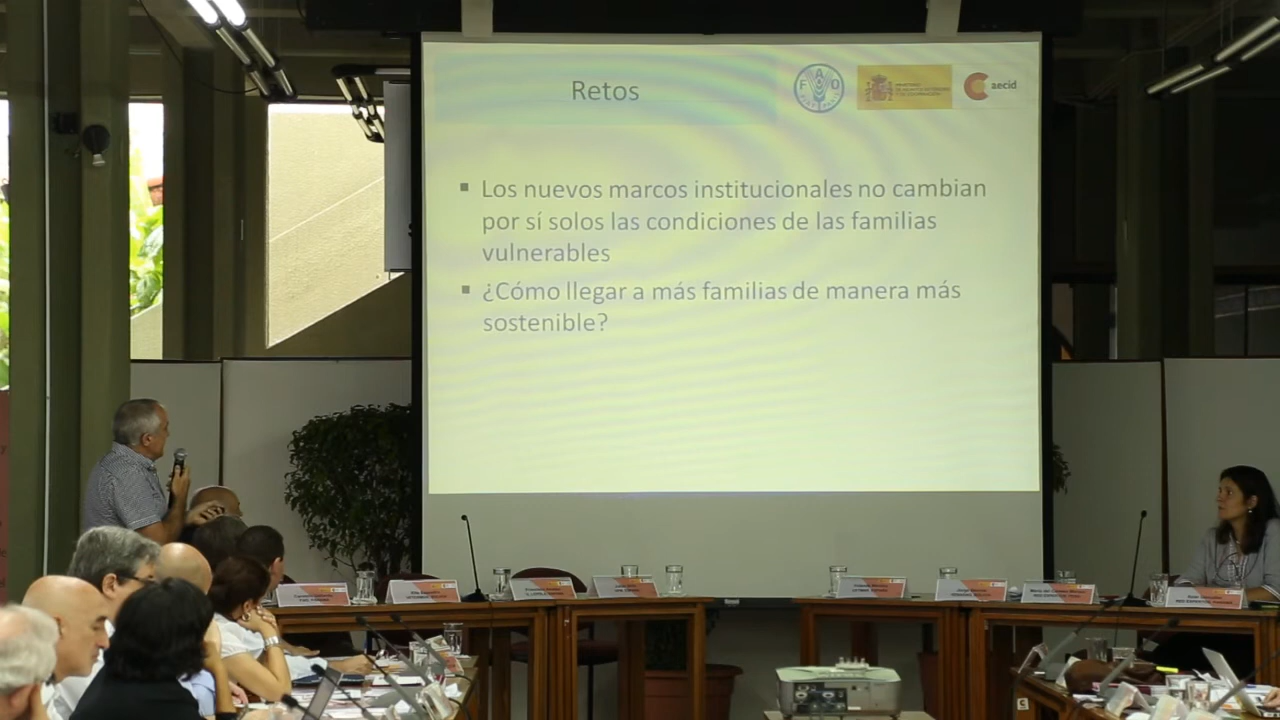 Retos
FAO
aecid
Los nuevos marcos institucionales no cambian
por sí solos las condiciones de las familias
vulnerables
¿Cómo llegar a más familias de manera más
sostenible?